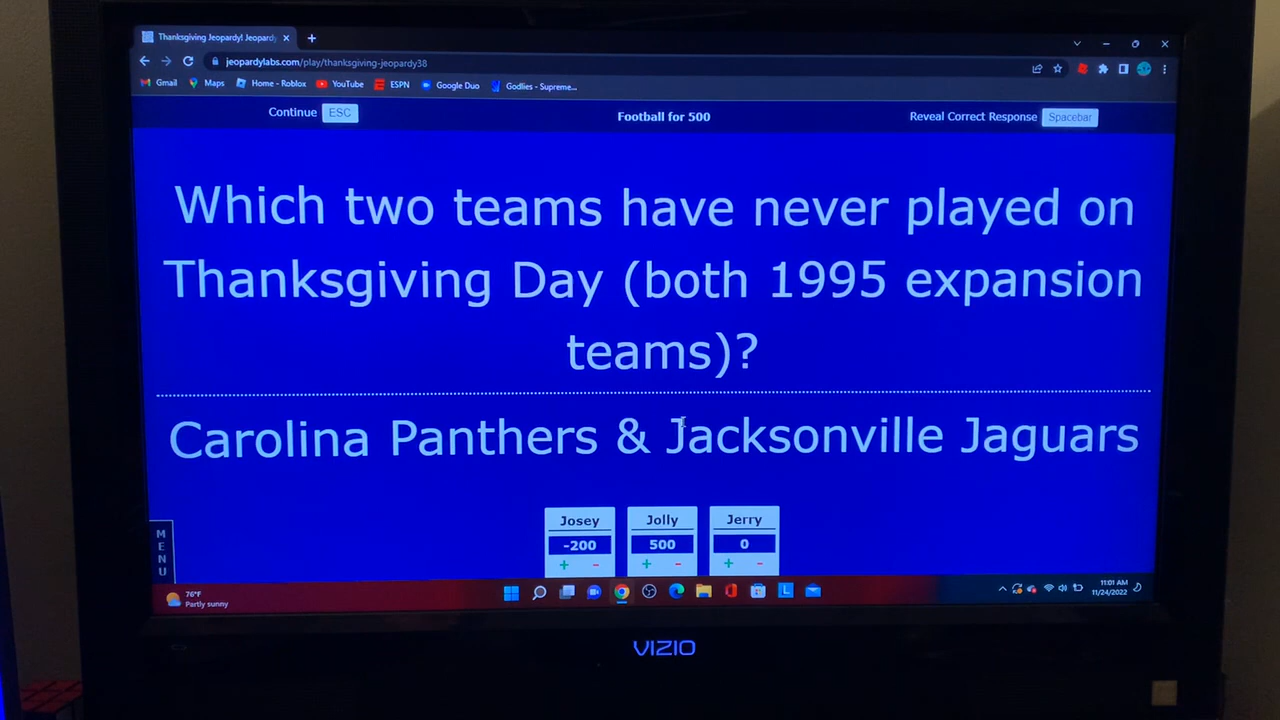 Thanksgiving Jeopardy! Jeopardy
jeopardylabs.com/play/thanksgiving-jeopardy38
Gmail Maps Home - Roblox YouTube ESPN Google Duo Godlies - Supreme...
Continue ESC Football for 500 Reveal Correct Response Spacebar
Which two teams have never played on
Thanksgiving Day (both 1995 expansion
teams)?
Carolina Panthers & Jacksonville Jaguars
MENU
Josey Jolly Jerry
-200 500 0
+ - + - + -
76°F
Partly sunny
11:01 AM
11/24/2022
VIZIO